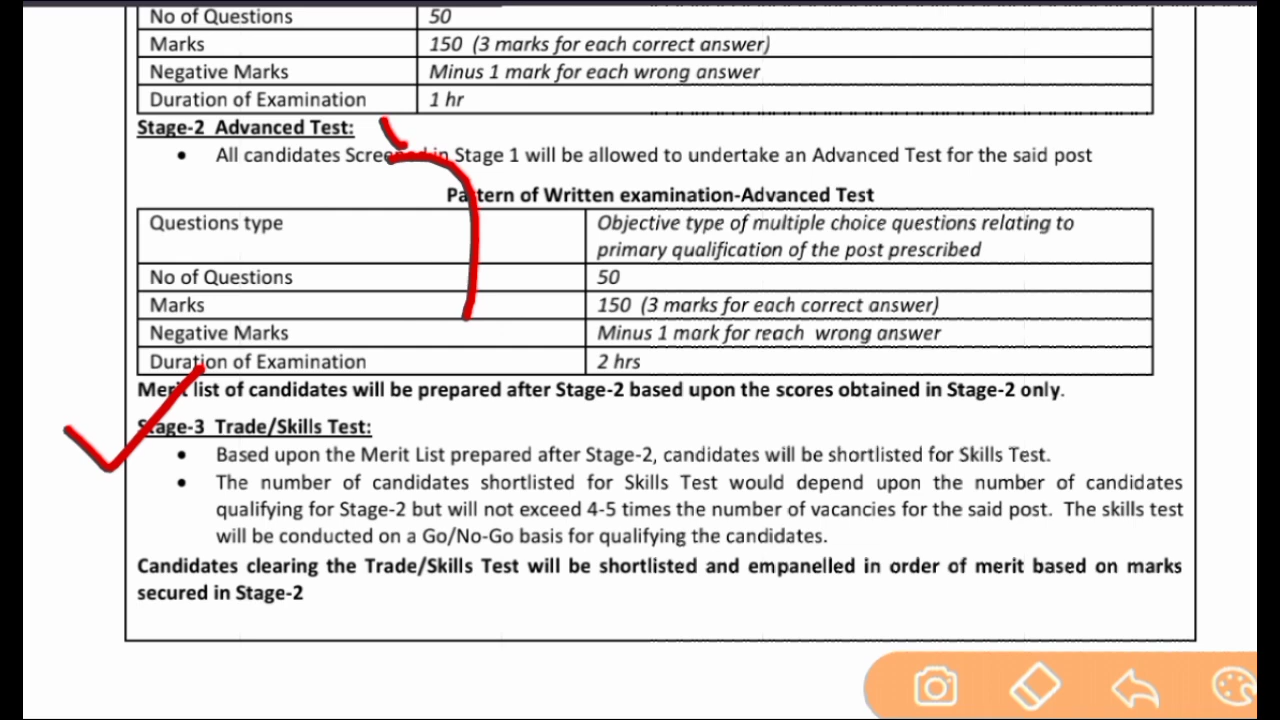 No of Questions 50
Marks 150 (3 marks for each correct answer)
Negative Marks Minus 1 mark for each wrong answer
Duration of Examination 1 hr
Stage-2 Advanced Test:
• All candidates Screened in Stage 1 will be allowed to undertake an Advanced Test for the said post
Pattern of Written examination-Advanced Test
Questions type Objective type of multiple choice questions relating to
primary qualification of the post prescribed
No of Questions 50
Marks 150 (3 marks for each correct answer)
Negative Marks Minus 1 mark for reach wrong answer
Duration of Examination 2 hrs
Merit list of candidates will be prepared after Stage-2 based upon the scores obtained in Stage-2 only.
Stage-3 Trade/Skills Test:
• Based upon the Merit List prepared after Stage-2, candidates will be shortlisted for Skills Test.
• The number of candidates shortlisted for Skills Test would depend upon the number of candidates
qualifying for Stage-2 but will not exceed 4-5 times the number of vacancies for the said post. The skills test
will be conducted on a Go/No-Go basis for qualifying the candidates.
Candidates clearing the Trade/Skills Test will be shortlisted and empanelled in order of merit based on marks
secured in Stage-2